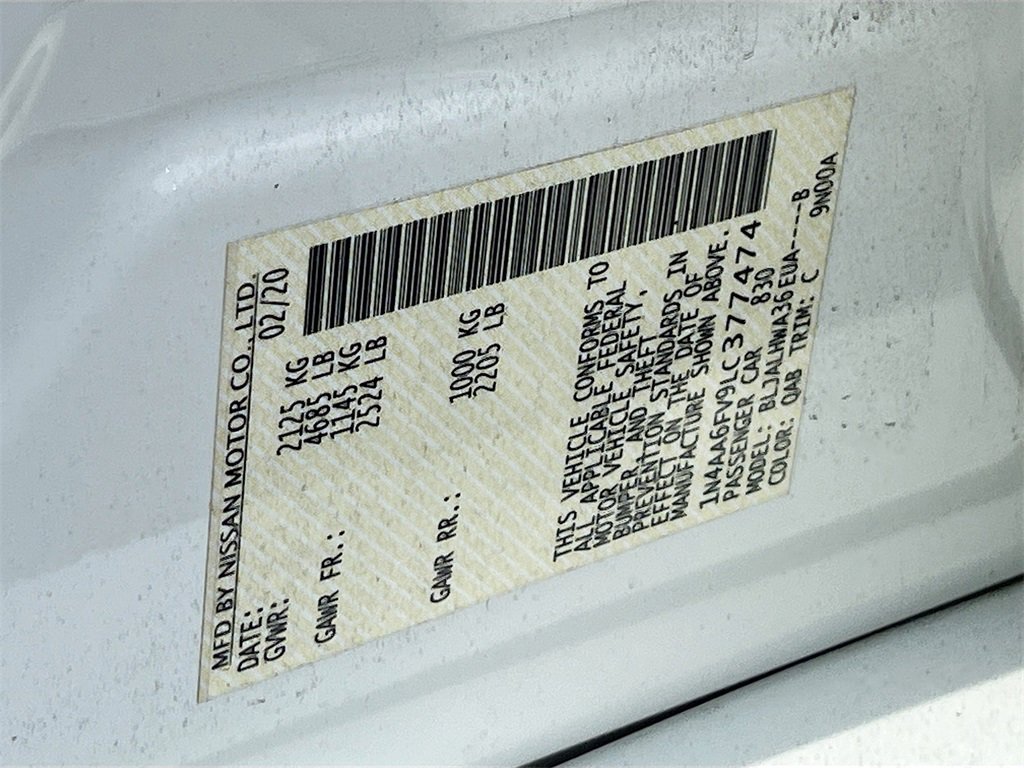 MFD BY NISSAN MOTOR CO., LTD.
DATE: 02/20
GVWR: 2125 KG
4685 LB
GAWR FR.: 1145 KG
2524 LB
GAWR RR.: 1000 KG
2205 LB
THIS VEHICLE CONFORMS TO
ALL APPLICABLE FEDERAL
MOTOR VEHICLE SAFETY,
BUMPER, AND THEFT
PREVENTION STANDARDS IN
EFFECT ON THE DATE OF
MANUFACTURE SHOWN ABOVE.
1N4AA6FV9LC377474
PASSENGER CAR 830
MODEL: BLJALHWA36EUA----B
COLOR: QAB TRIM: C 9N00A